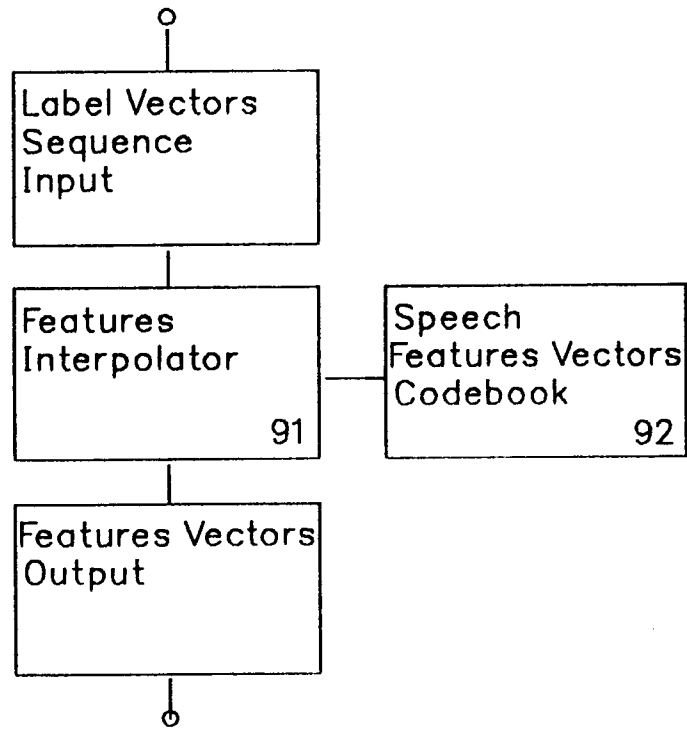 Label Vectors
Sequence
Input
Features
Interpolator
91
Speech
Features Vectors
Codebook
92
Features Vectors
Output